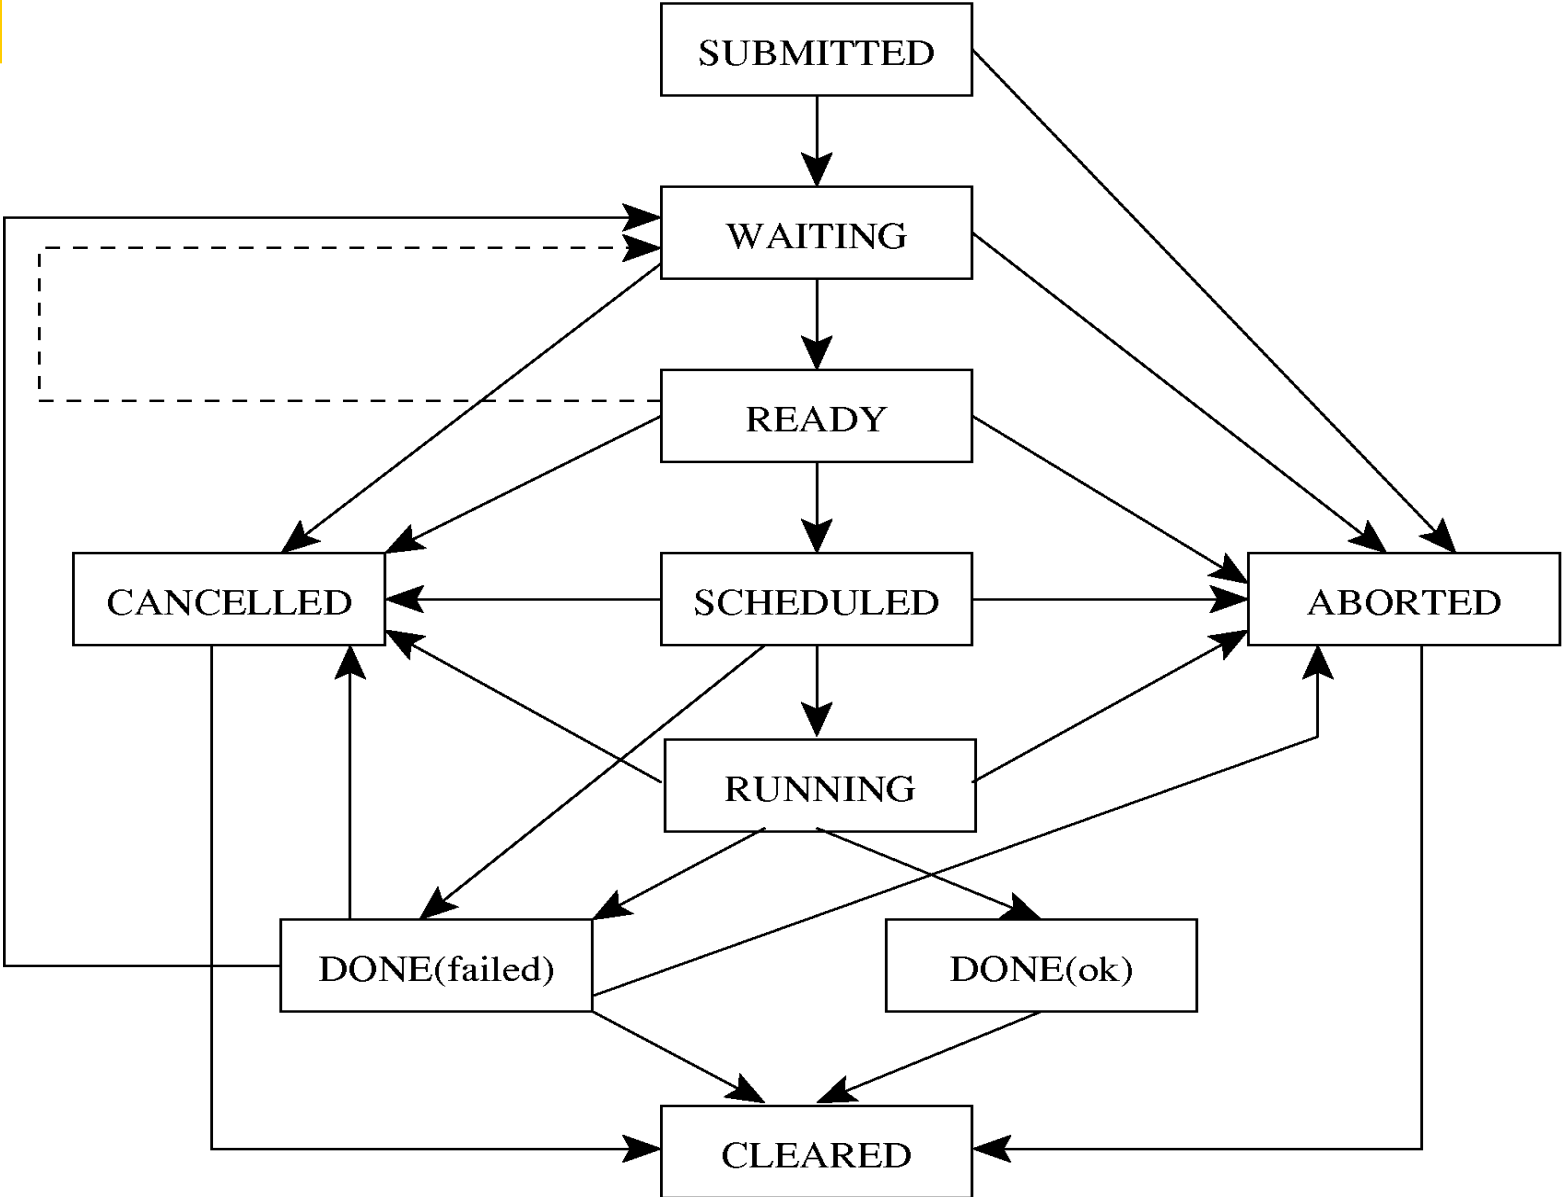 SUBMITTED
WAITING
READY
CANCELLED
SCHEDULED
ABORTED
RUNNING
DONE(failed)
DONE(ok)
CLEARED